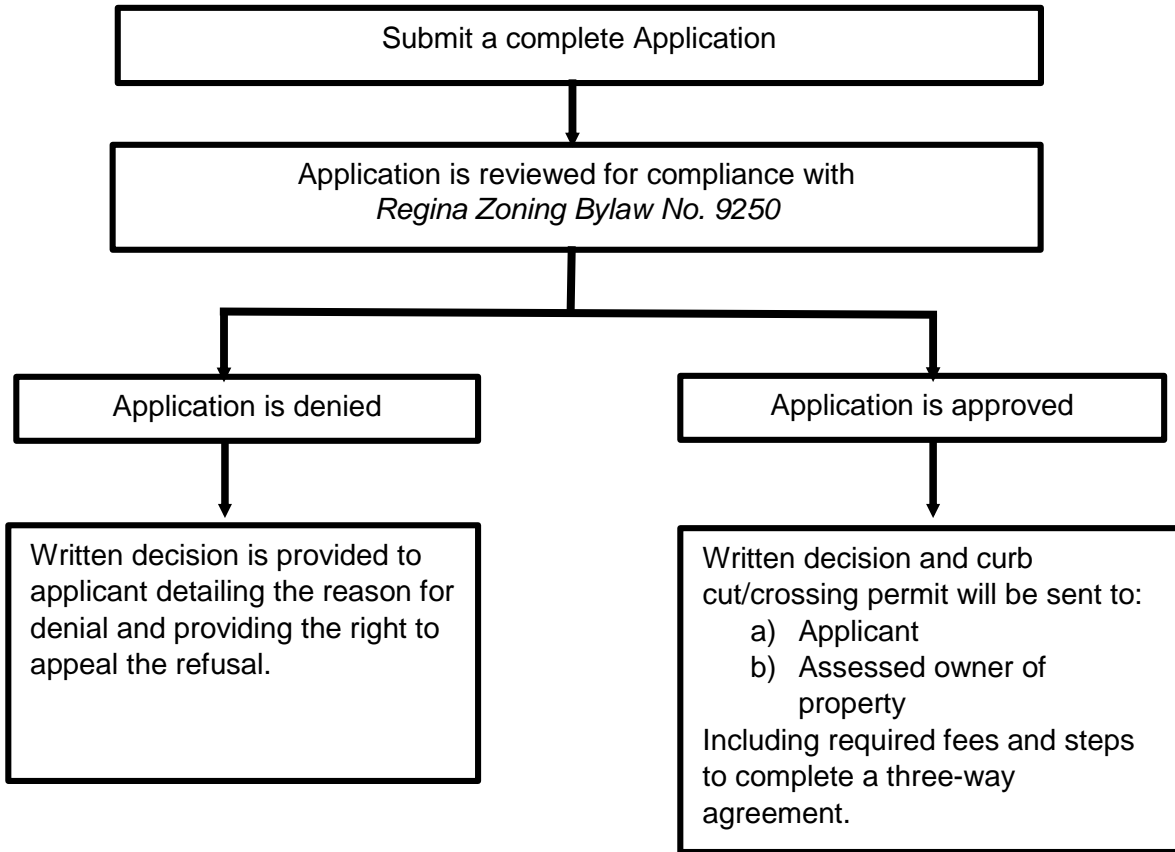 Submit a complete Application
Application is reviewed for compliance with
Regina Zoning Bylaw No. 9250
Application is denied
Application is approved
Written decision is provided to
applicant detailing the reason for
denial and providing the right to
appeal the refusal.
Written decision and curb
cut/crossing permit will be sent to:
a) Applicant
b) Assessed owner of
property
Including required fees and steps
to complete a three-way
agreement.